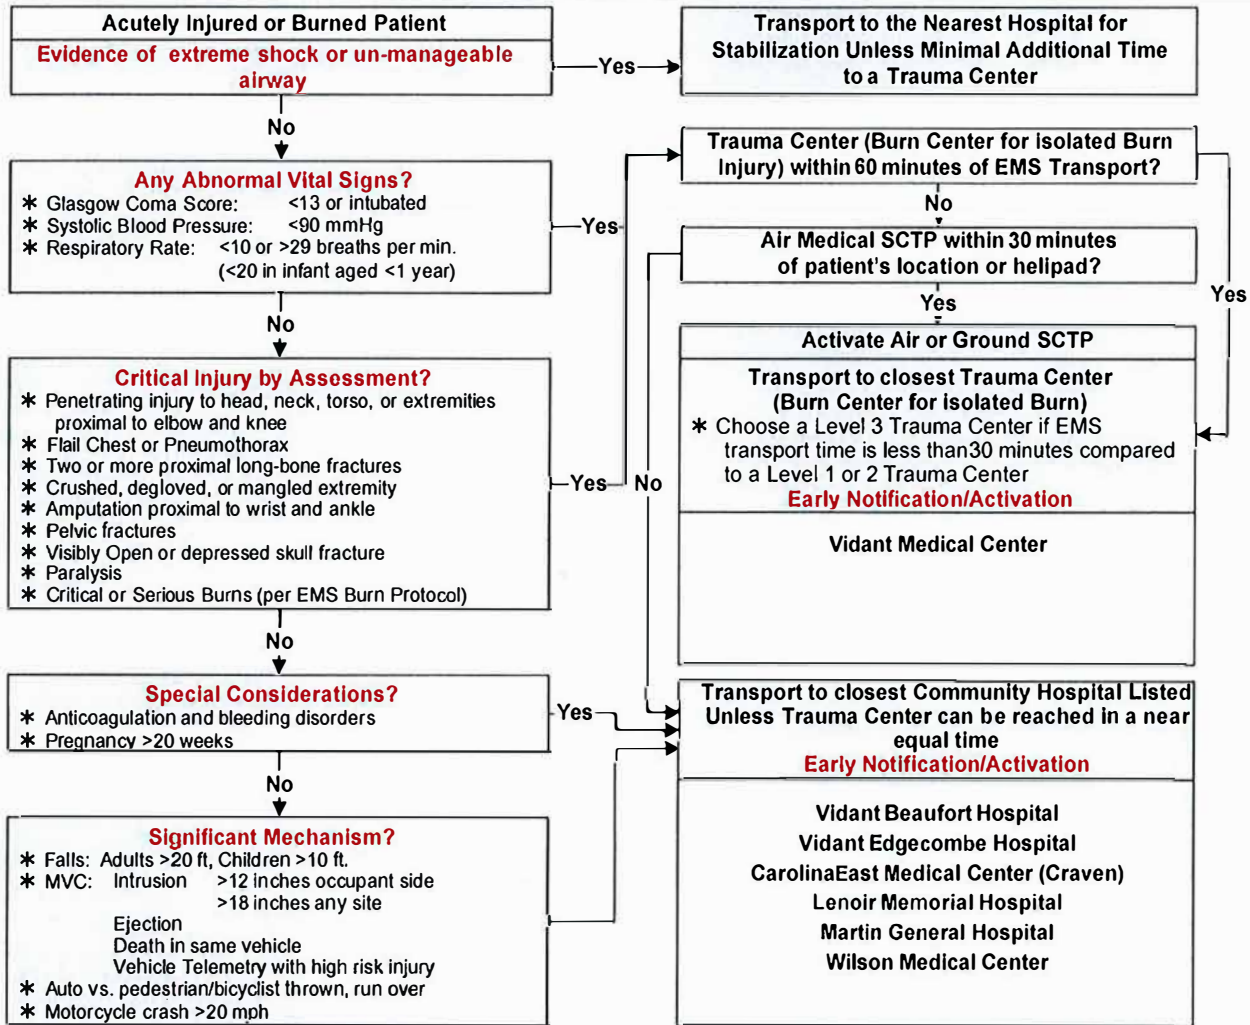 Acutely Injured or Burned Patient
Evidence of extreme shock or un-manageable
airway
Yes
Transport to the Nearest Hospital for
Stabilization Unless Minimal Additional Time
to a Trauma Center
No
Any Abnormal Vital Signs?
* Glasgow Coma Score: <13 or intubated
* Systolic Blood Pressure: <90 mmHg
* Respiratory Rate: <10 or >29 breaths per min.
(<20 in infant aged <1 year)
Yes
No
Critical Injury by Assessment?
* Penetrating injury to head, neck, torso, or extremities
proximal to elbow and knee
* Flail Chest or Pneumothorax
* Two or more proximal long-bone fractures
* Crushed, degloved, or mangled extremity
* Amputation proximal to wrist and ankle
* Pelvic fractures
* Visibly Open or depressed skull fracture
* Paralysis
* Critical or Serious Burns (per EMS Burn Protocol)
Yes
No
Special Considerations?
* Anticoagulation and bleeding disorders
* Pregnancy >20 weeks
Yes
No
Significant Mechanism?
* Falls: Adults >20 ft, Children >10 ft.
* MVC: Intrusion >12 inches occupant side
>18 inches any site
Ejection
Death in same vehicle
Vehicle Telemetry with high risk injury
* Auto vs. pedestrian/bicyclist thrown, run over
* Motorcycle crash >20 mph
Trauma Center (Burn Center for isolated Burn
Injury) within 60 minutes of EMS Transport?
No
Yes
Air Medical SCTP within 30 minutes
of patient's location or helipad?
Yes
No
Activate Air or Ground SCTP
Transport to closest Trauma Center
(Burn Center for isolated Burn)
* Choose a Level 3 Trauma Center if EMS
transport time is less than 30 minutes compared
to a Level 1 or 2 Trauma Center
Early Notification/Activation
Vidant Medical Center
Transport to closest Community Hospital Listed
Unless Trauma Center can be reached in a near
equal time
Early Notification/Activation
Vidant Beaufort Hospital
Vidant Edgecombe Hospital
CarolinaEast Medical Center (Craven)
Lenoir Memorial Hospital
Martin General Hospital
Wilson Medical Center